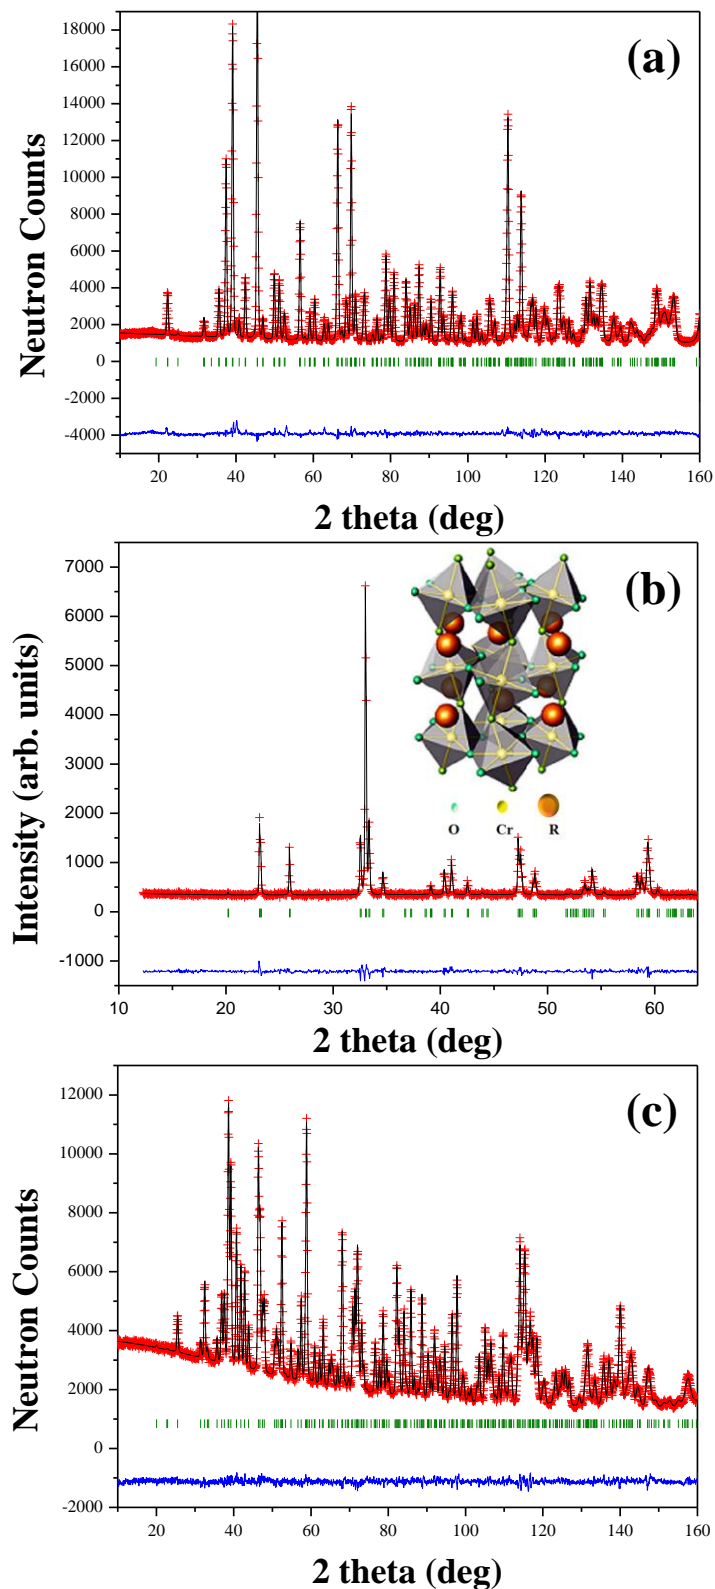 18000
(a)
16000
14000
12000
10000
8000
6000
4000
2000
0
-2000
-4000
Neutron Counts
20 40 60 80 100 120 140 160
2 theta (deg)
7000
(b)
6000
5000
4000
3000
2000
1000
0
-1000
Intensity (arb. units)
O Cr R
10 20 30 40 50 60
2 theta (deg)
12000
(c)
10000
8000
6000
4000
2000
0
-2000
Neutron Counts
20 40 60 80 100 120 140 160
2 theta (deg)